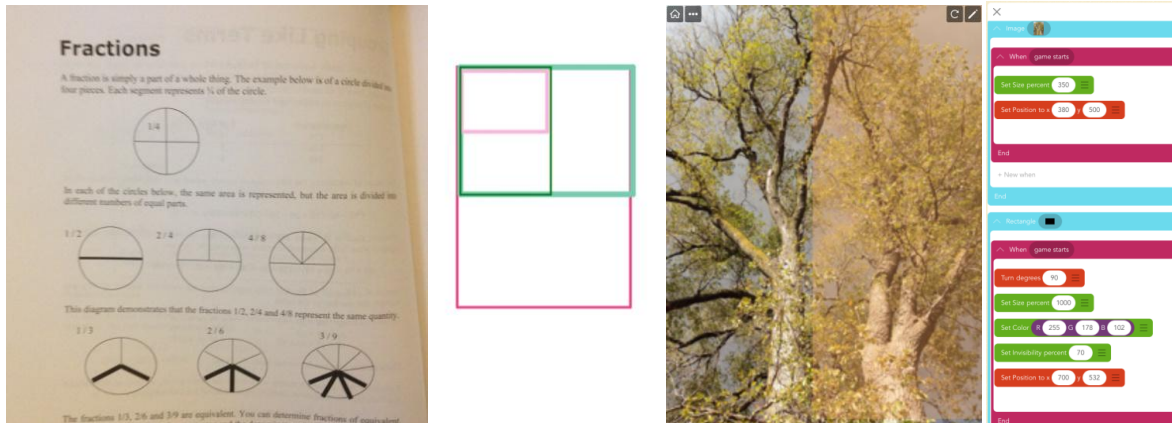 Fractions
A fraction is simply a part of a whole thing. The example below is of a circle divided into
four pieces. Each segment represents ¼ of the circle.
1/4
In each of the circles below, the same area is represented, but the area is divided into
different numbers of equal parts.
1/2
2/4
4/8
This diagram demonstrates that the fractions 1/2, 2/4 and 4/8 represent the same quantity.
1/3
2/6
3/9
The fractions 1/3, 2/6 and 3/9 are equivalent. You can determine fractions of equivalent
Image
When game starts
Set Size percent 350
Set Position to x 380 y 500
End
+ New when
End
Rectangle
When game starts
Turn degrees 90
Set Size percent 1000
Set Color R 255 G 178 B 102
Set Invisibility percent 70
Set Position to x 700 y 532
End